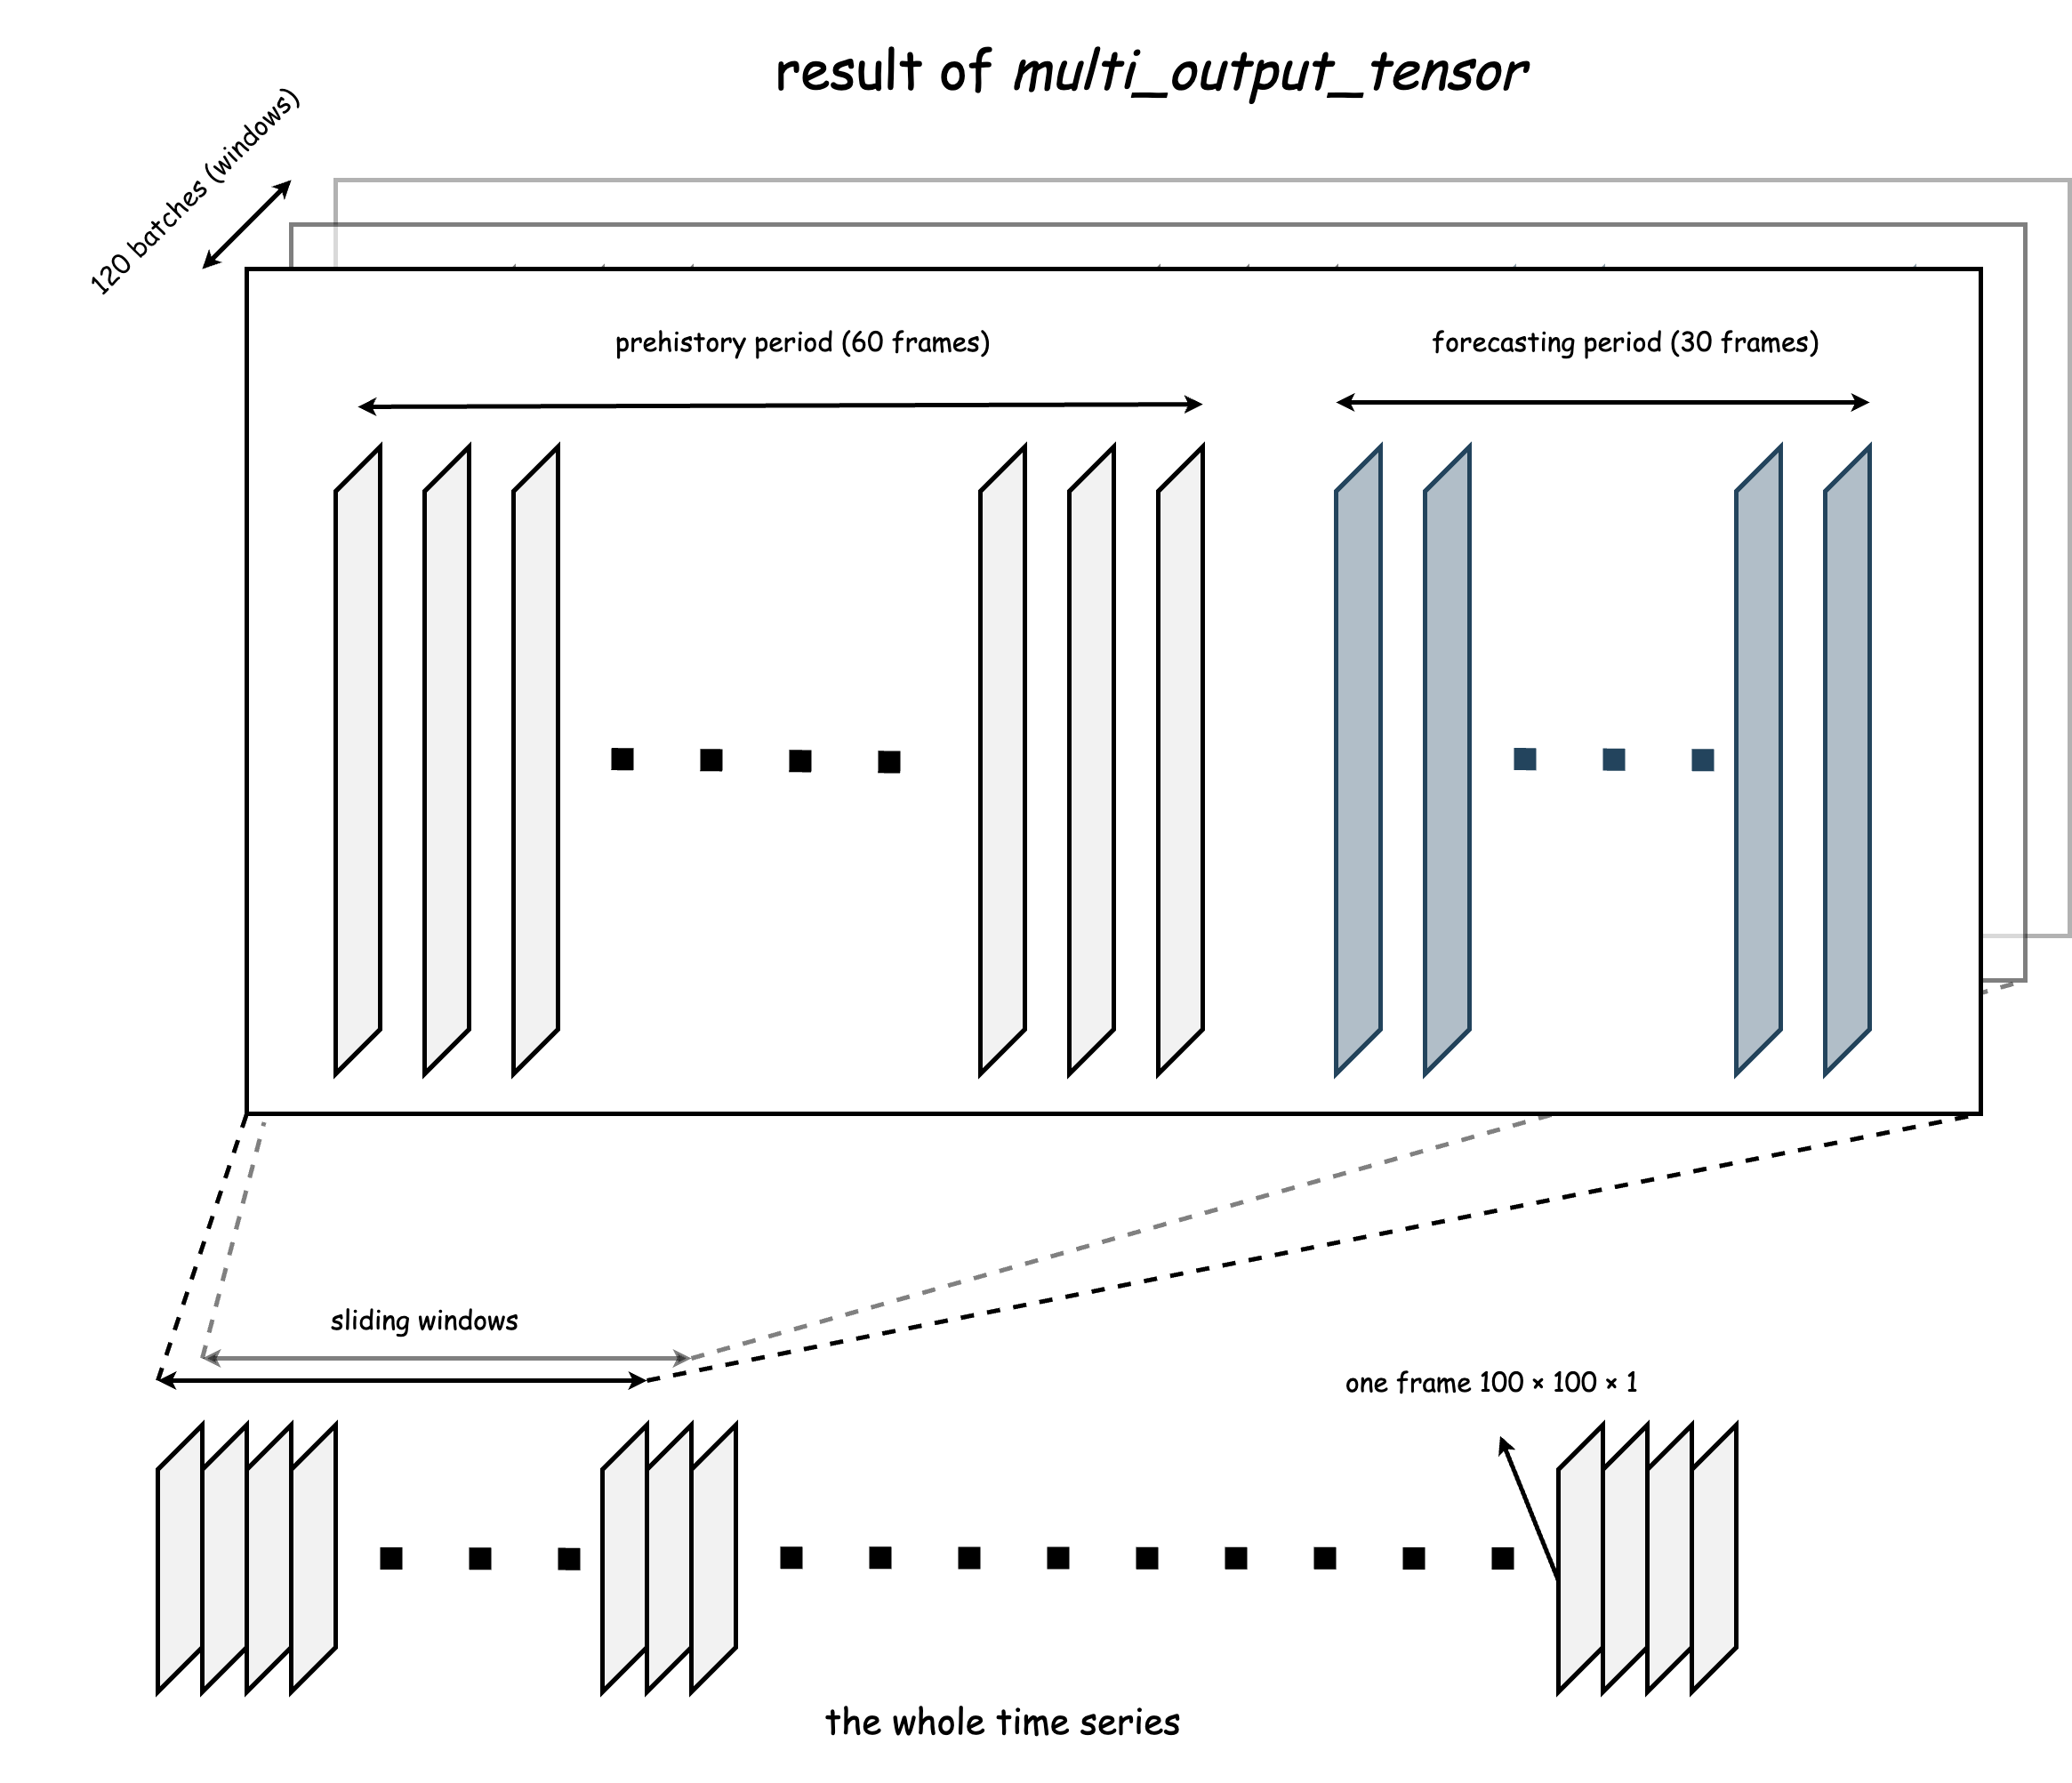 result of multi_output_tensor
120 batches (windows)
prehistory period (60 frames)
forecasting period (30 frames)
sliding windows
one frame 100 × 100 × 1
the whole time series